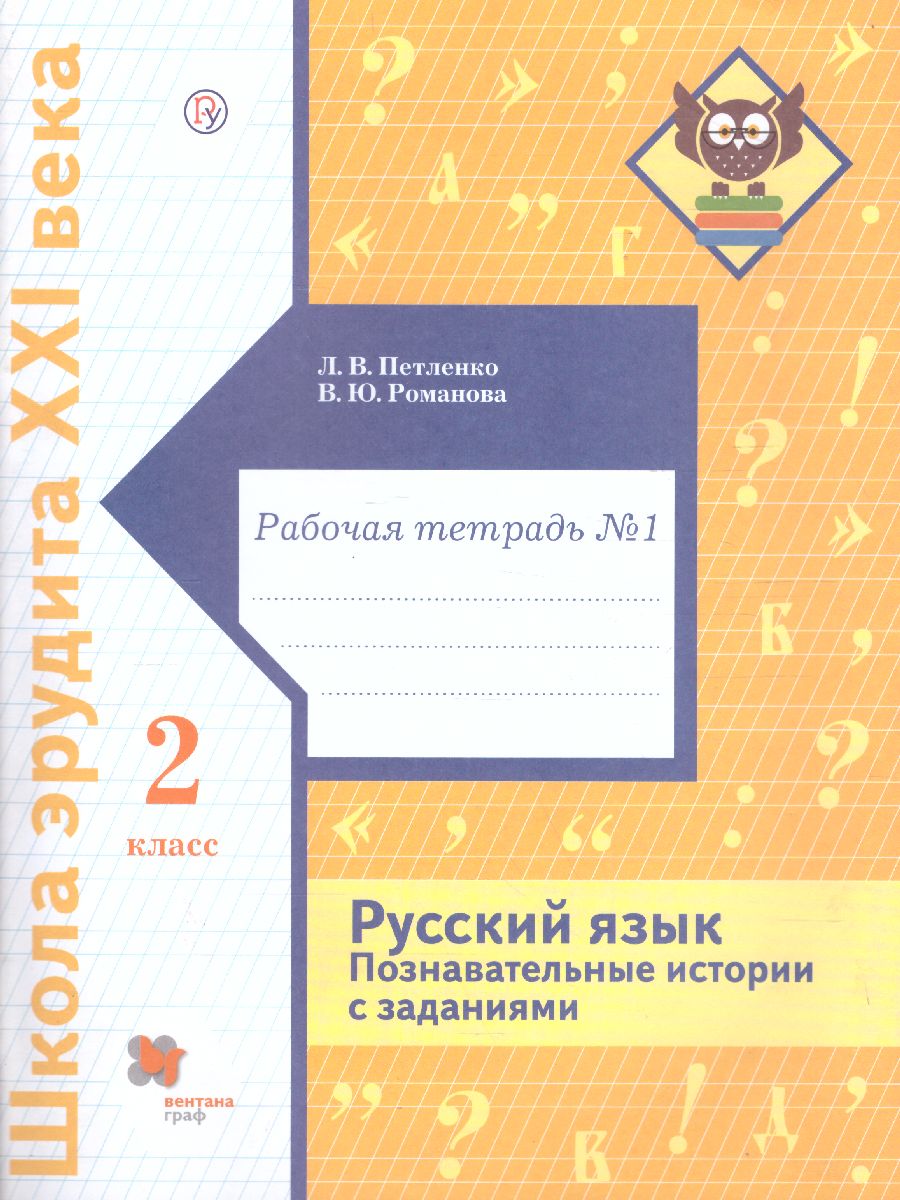 Школа эрудита XXI века
Л. В. Петленко
В. Ю. Романова
Рабочая тетрадь №1
2
класс
Русский язык
Познавательные истории
с заданиями
вентана
граф